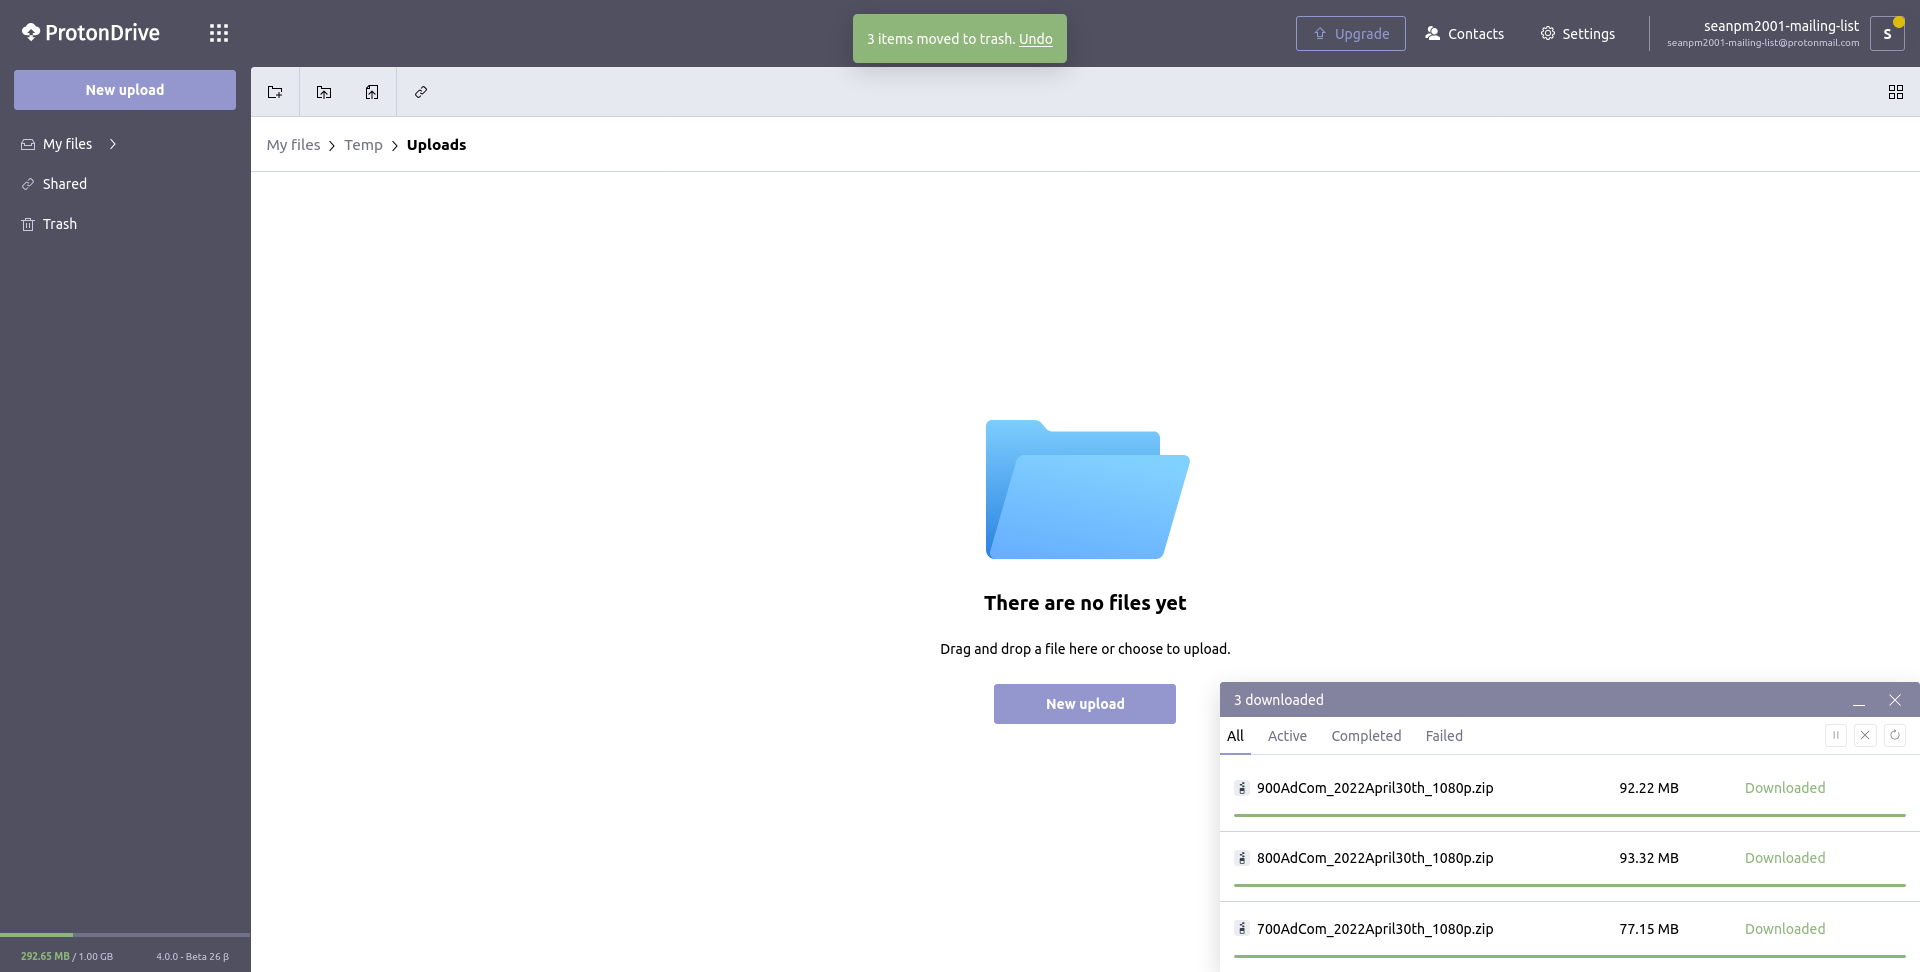 ProtonDrive
3 items moved to trash. Undo
Upgrade
Contacts
Settings
seanpm2001-mailing-list
seanpm2001-mailing-list@protonmail.com
S
New upload
My files
Shared
Trash
My files > Temp > Uploads
There are no files yet
Drag and drop a file here or choose to upload.
New upload
3 downloaded
All Active Completed Failed
900AdCom_2022April30th_1080p.zip 92.22 MB Downloaded
800AdCom_2022April30th_1080p.zip 93.32 MB Downloaded
700AdCom_2022April30th_1080p.zip 77.15 MB Downloaded
292.65 MB / 1.00 GB 4.0.0 - Beta 26 β